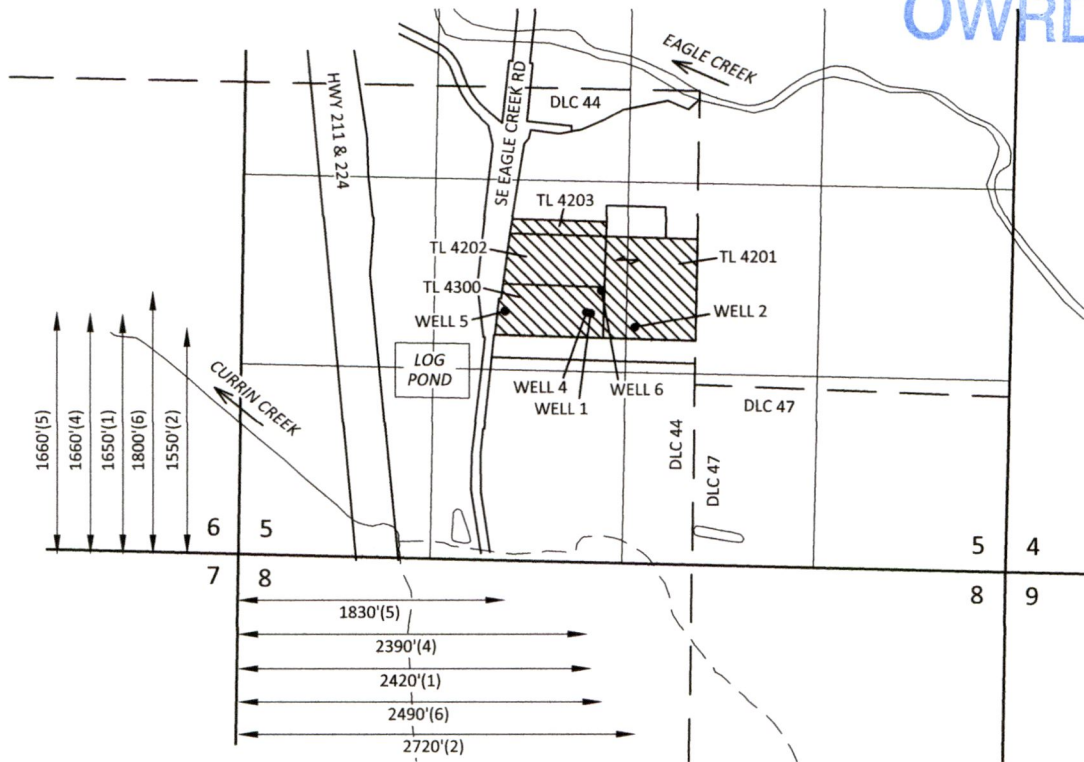 OWRD
EAGLE CREEK
HWY 211 & 224
SE EAGLE CREEK RD
DLC 44
TL 4203
TL 4202
TL 4201
TL 4300
WELL 5
WELL 2
LOG
POND
WELL 4
WELL 6
WELL 1
CURRIN CREEK
DLC 47
DLC 44
DLC 47
1660'(5)
1660'(4)
1650'(1)
1800'(6)
1550'(2)
6 5
5 4
7 8
8 9
1830'(5)
2390'(4)
2420'(1)
2490'(6)
2720'(2)